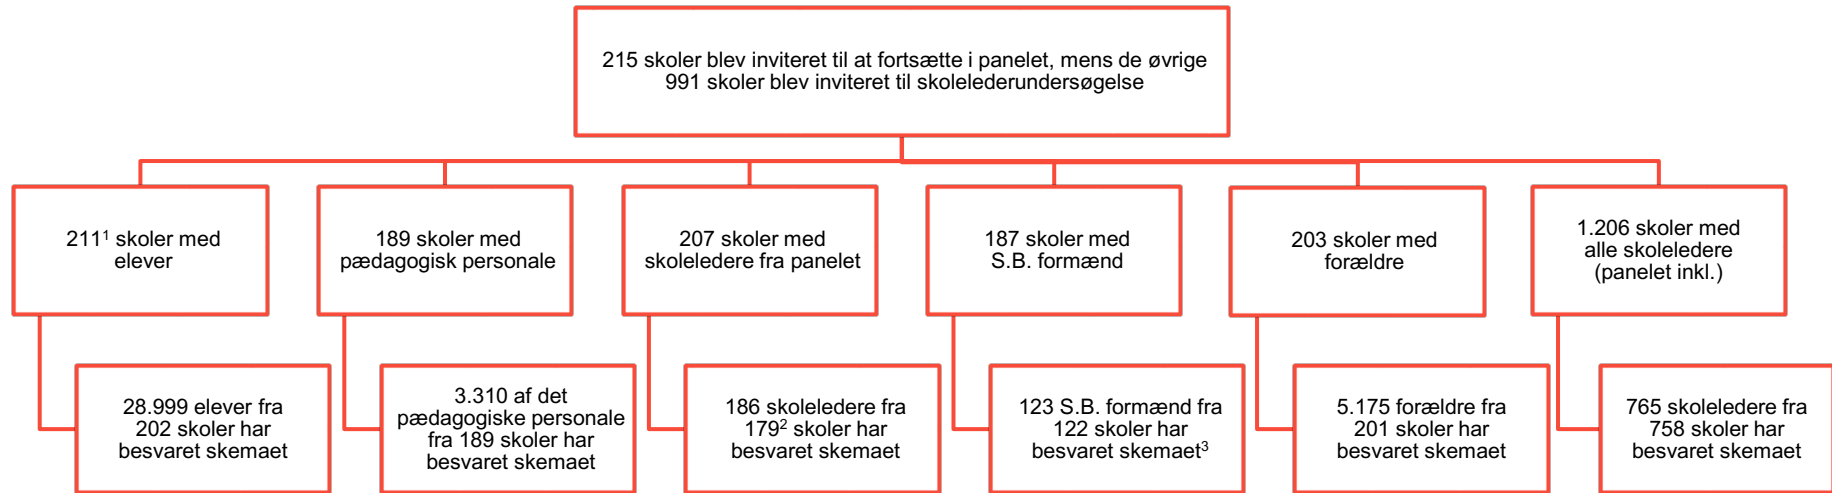 215 skoler blev inviteret til at fortsætte i panelet, mens de øvrige
991 skoler blev inviteret til skolelederundersøgelse
211¹ skoler med
elever
189 skoler med
pædagogisk personale
207 skoler med
skoleledere fra panelet
187 skoler med
S.B. formænd
203 skoler med
forældre
1.206 skoler med
alle skoleledere
(panelet inkl.)
28.999 elever fra
202 skoler har
besvaret skemaet
3.310 af det
pædagogiske personale
fra 189 skoler har
besvaret skemaet
186 skoleledere fra
179² skoler har
besvaret skemaet
123 S.B. formænd fra
122 skoler har
besvaret skemaet³
5.175 forældre fra
201 skoler har
besvaret skemaet
765 skoleledere fra
758 skoler har
besvaret skemaet